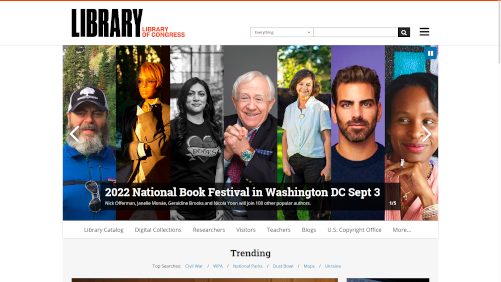 LIBRARY
LIBRARY
OF CONGRESS
Everything
2022 National Book Festival in Washington DC Sept 3
Nick Offerman, Janelle Monáe, Geraldine Brooks and Nicola Yoon will join 100 other popular authors.
1/5
Library Catalog Digital Collections Researchers Visitors Teachers Blogs U.S. Copyright Office More...
Trending
Top Searches: Civil War / WPA / National Parks / Dust Bowl / Maps / Ukraine